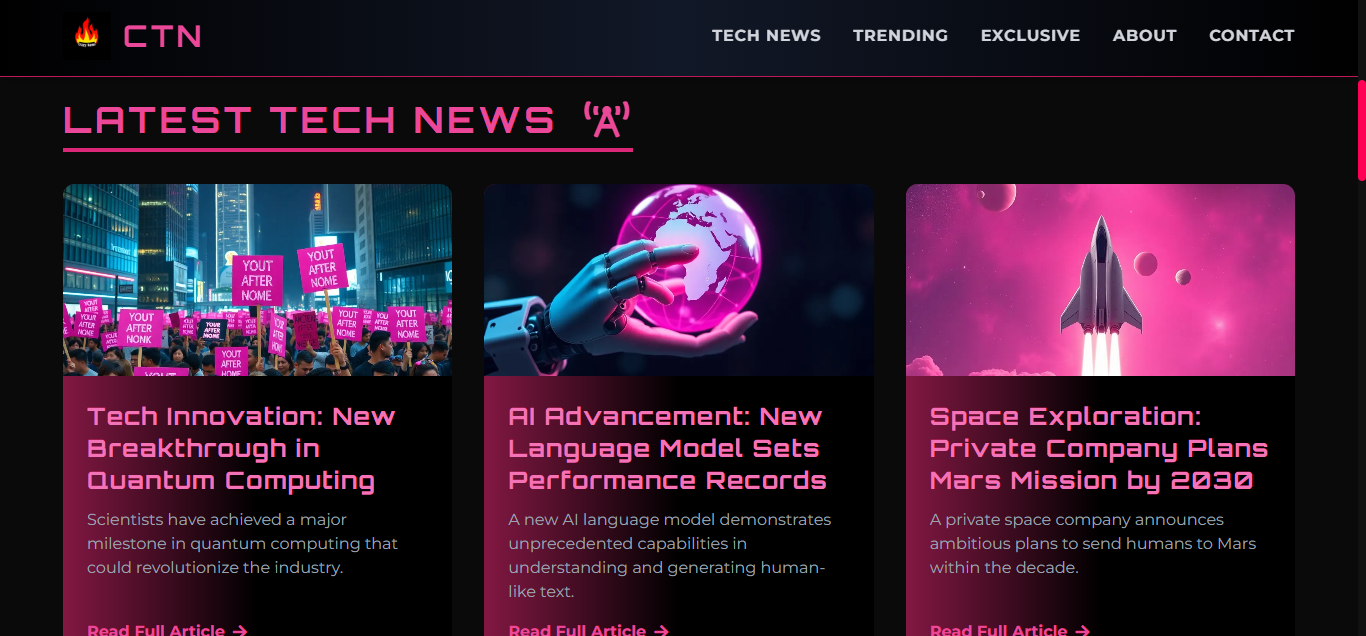 CTN
TECH NEWS TRENDING EXCLUSIVE ABOUT CONTACT
LATEST TECH NEWS
YOUT
AFTER
NOME
YOUT
AFTER
NOME
YOUT
AFTER
NONK
YOUT
AFTER
NOME
YOUT
AFTER
NOME
YOUT
AFTER
HOME
YOUT
Tech Innovation: New
Breakthrough in
Quantum Computing
Scientists have achieved a major
milestone in quantum computing that
could revolutionize the industry.
Read Full Article →
AI Advancement: New
Language Model Sets
Performance Records
A new AI language model demonstrates
unprecedented capabilities in
understanding and generating human-
like text.
Read Full Article →
Space Exploration:
Private Company Plans
Mars Mission by 2030
A private space company announces
ambitious plans to send humans to Mars
within the decade.
Read Full Article →